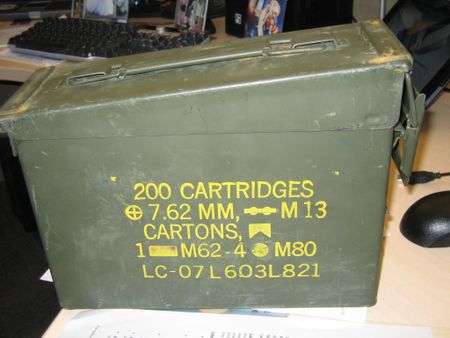 200 CARTRIDGES
7.62 MM, M13
CARTONS,
1 M62-4 M80
LC-07L603L821